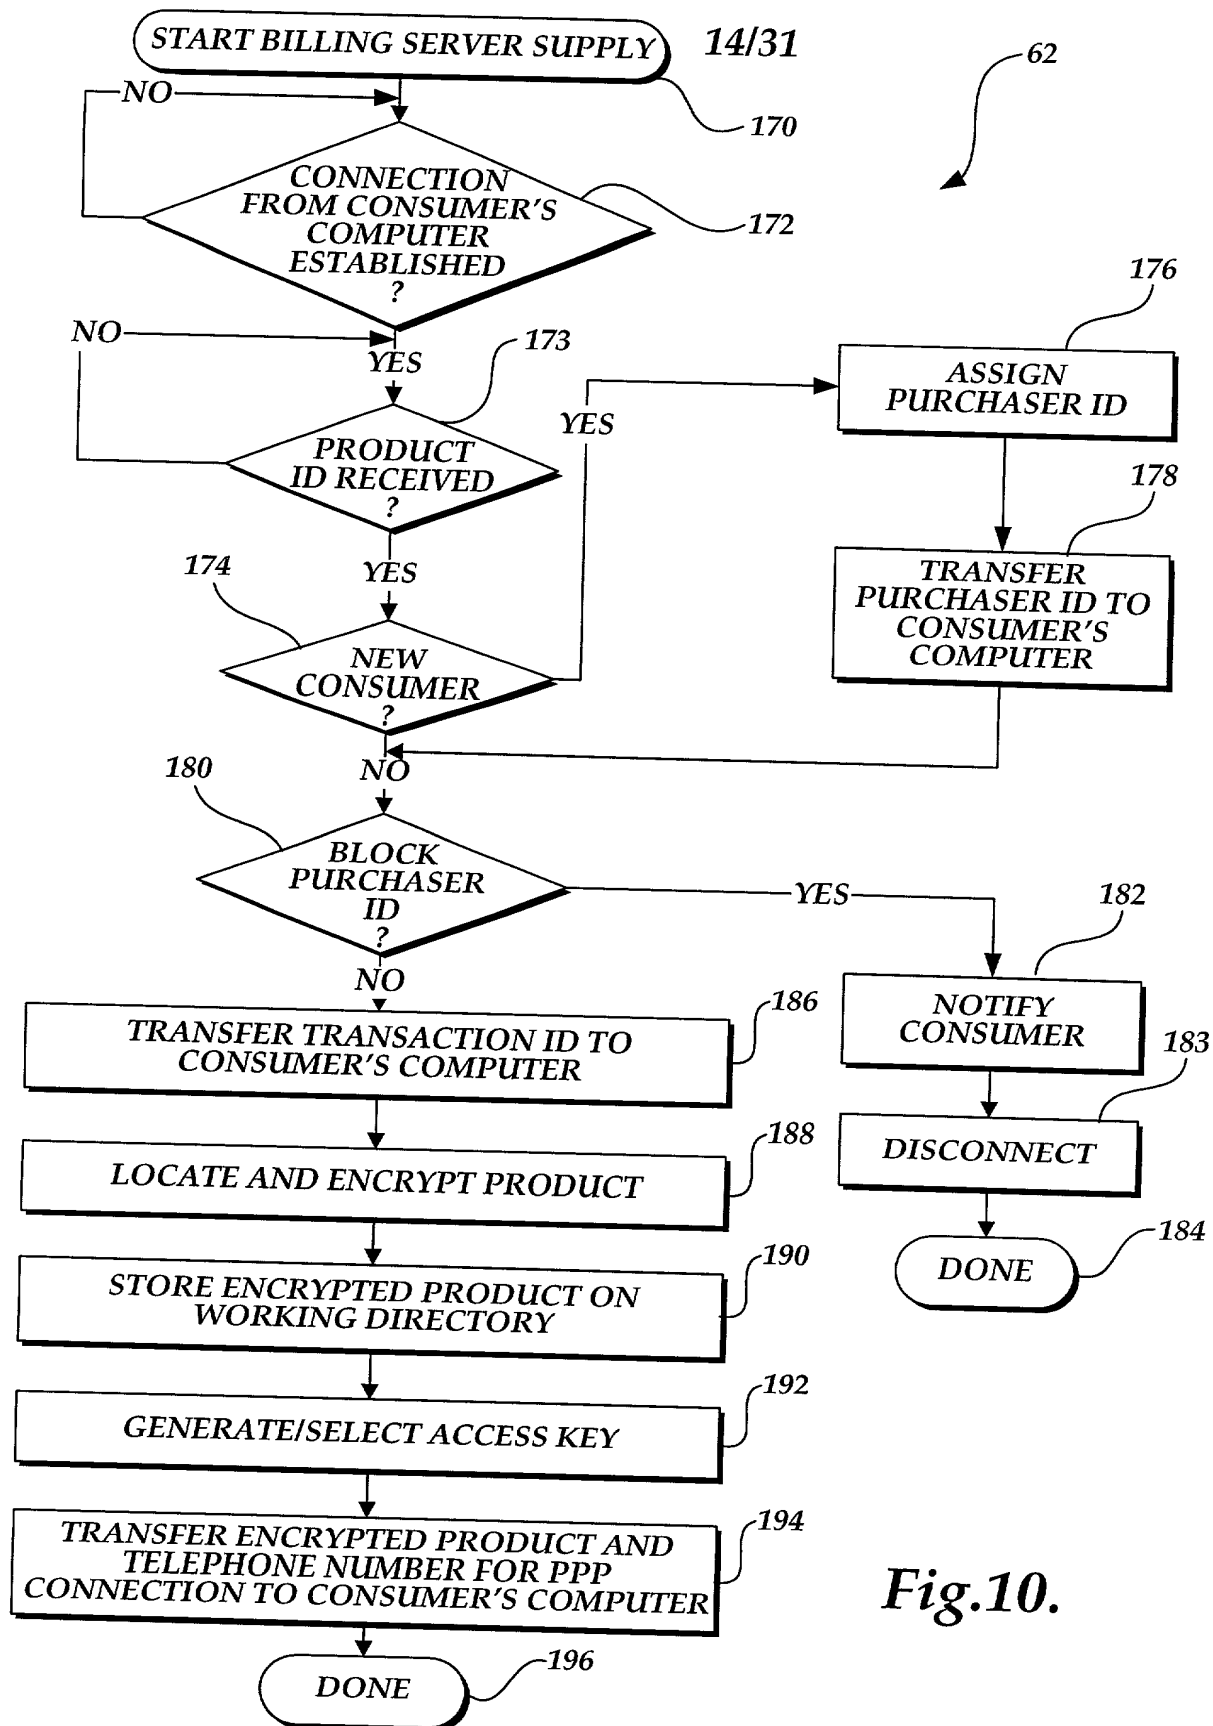 START BILLING SERVER SUPPLY
14/31
62
NO
170
CONNECTION
FROM CONSUMER'S
COMPUTER
ESTABLISHED
?
172
176
NO
173
YES
ASSIGN
PURCHASER ID
YES
PRODUCT
ID RECEIVED
?
178
174
YES
TRANSFER
PURCHASER ID TO
CONSUMER'S
COMPUTER
NEW
CONSUMER
?
NO
180
BLOCK
PURCHASER
ID
?
YES
182
NO
186
NOTIFY
CONSUMER
TRANSFER TRANSACTION ID TO
CONSUMER'S COMPUTER
183
188
DISCONNECT
LOCATE AND ENCRYPT PRODUCT
184
190
DONE
STORE ENCRYPTED PRODUCT ON
WORKING DIRECTORY
192
GENERATE/SELECT ACCESS KEY
194
TRANSFER ENCRYPTED PRODUCT AND
TELEPHONE NUMBER FOR PPP
CONNECTION TO CONSUMER'S COMPUTER
Fig.10.
196
DONE